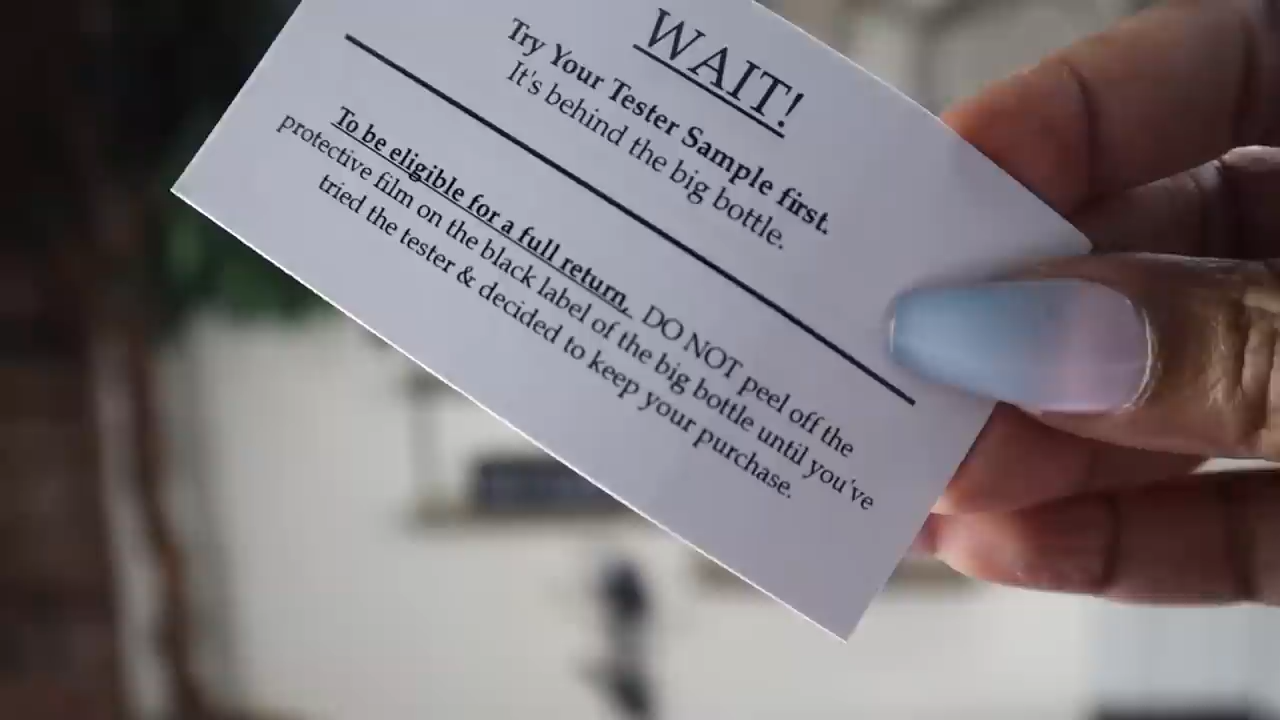 WAIT!
Try Your Tester Sample first.
It's behind the big bottle.
To be eligible for a full return, DO NOT peel off the
protective film on the black label of the big bottle until you've
tried the tester & decided to keep your purchase.